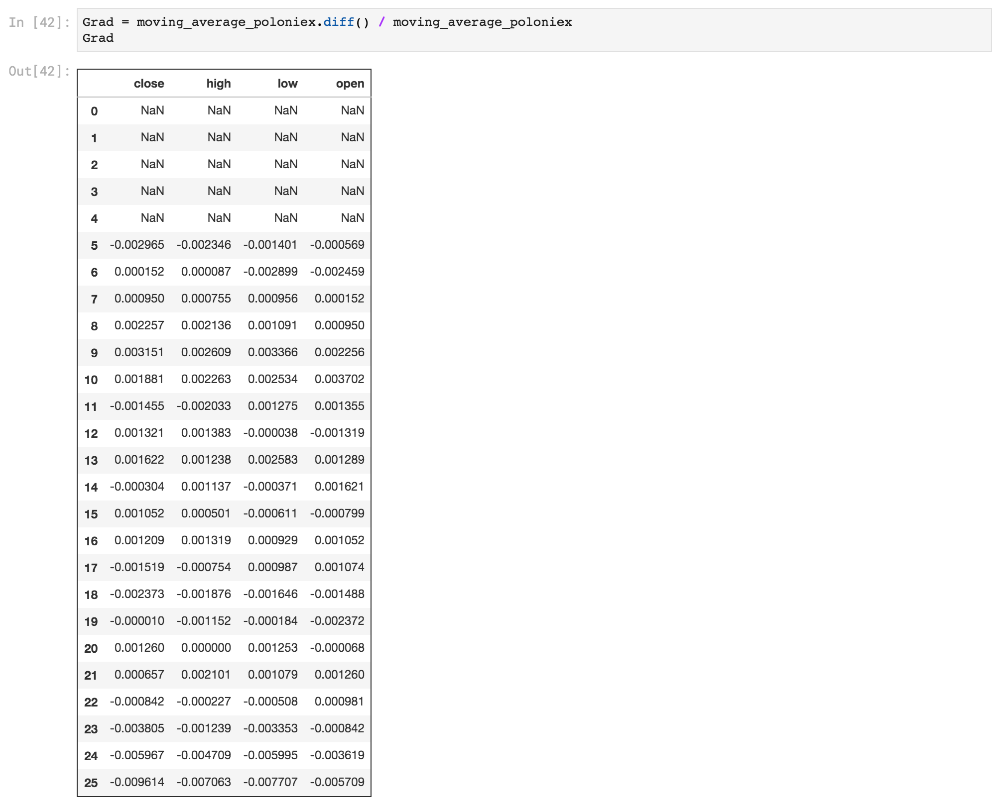 In [42]: Grad = moving_average_poloniex.diff() / moving_average_poloniex
Grad
Out[42]:
close high low open
0 NaN NaN NaN NaN
1 NaN NaN NaN NaN
2 NaN NaN NaN NaN
3 NaN NaN NaN NaN
4 NaN NaN NaN NaN
5 -0.002965 -0.002346 -0.001401 -0.000569
6 0.000152 0.000087 -0.002899 -0.002459
7 0.000950 0.000755 0.000956 0.000152
8 0.002257 0.002136 0.001091 0.000950
9 0.003151 0.002609 0.003366 0.002256
10 0.001881 0.002263 0.002534 0.003702
11 -0.001455 -0.002033 0.001275 0.001355
12 0.001321 0.001383 -0.000038 -0.001319
13 0.001622 0.001238 0.002583 0.001289
14 -0.000304 0.001137 -0.000371 0.001621
15 0.001052 0.000501 -0.000611 -0.000799
16 0.001209 0.001319 0.000929 0.001052
17 -0.001519 -0.000754 0.000987 0.001074
18 -0.002373 -0.001876 -0.001646 -0.001488
19 -0.000010 -0.001152 -0.000184 -0.002372
20 0.001260 0.000000 0.001253 -0.000068
21 0.000657 0.002101 0.001079 0.001260
22 -0.000842 -0.000227 -0.000508 0.000981
23 -0.003805 -0.001239 -0.003353 -0.000842
24 -0.005967 -0.004709 -0.005995 -0.003619
25 -0.009614 -0.007063 -0.007707 -0.005709